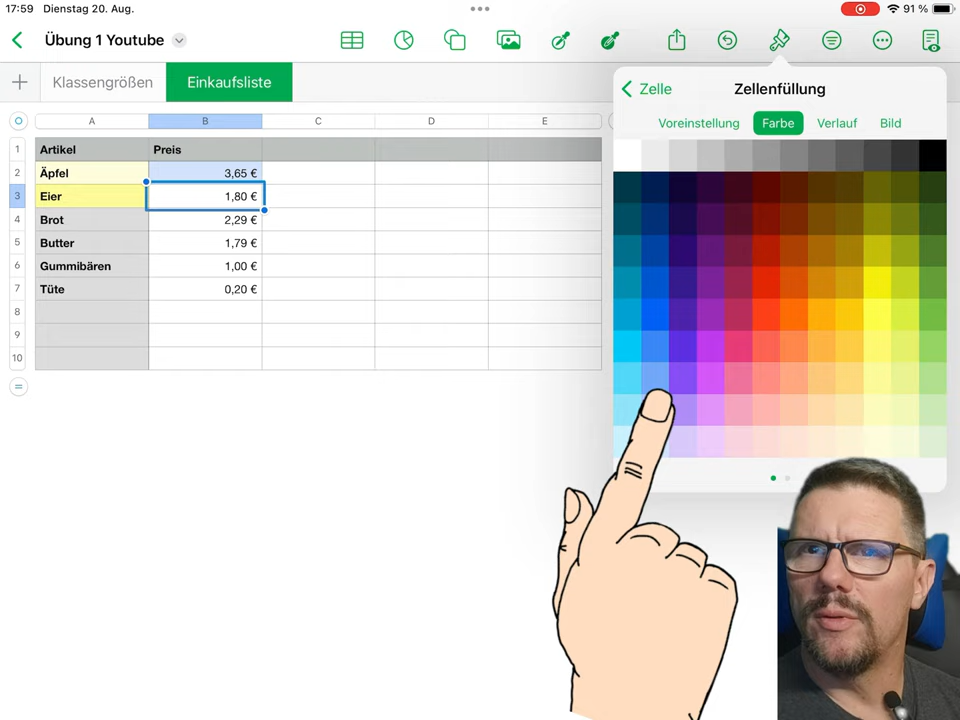 17:59 Dienstag 20. Aug. 91 %
Übung 1 Youtube
Klassengrößen Einkaufsliste
Zelle Zellenfüllung
Voreinstellung Farbe Verlauf Bild
A B C D E
1 Artikel Preis
2 Äpfel 3,65 €
3 Eier 1,80 €
4 Brot 2,29 €
5 Butter 1,79 €
6 Gummibären 1,00 €
7 Tüte 0,20 €
8
9
10